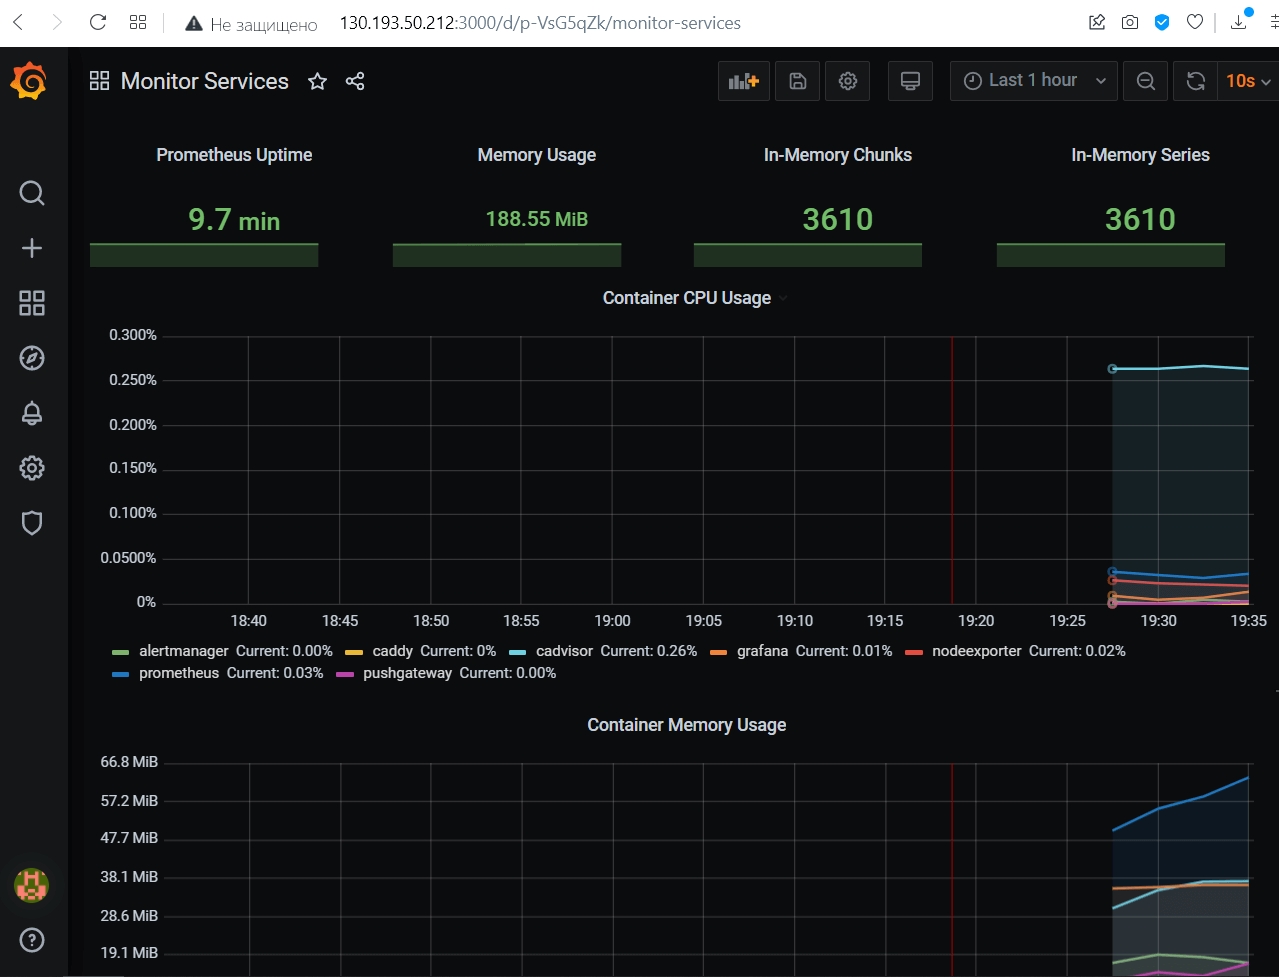 Не защищено 130.193.50.212:3000/d/p-VsG5qZk/monitor-services
Monitor Services Last 1 hour 10s
Prometheus Uptime Memory Usage In-Memory Chunks In-Memory Series
9.7 min 188.55 MiB 3610 3610
Container CPU Usage
0.300%
0.250%
0.200%
0.150%
0.100%
0.0500%
0%
18:40 18:45 18:50 18:55 19:00 19:05 19:10 19:15 19:20 19:25 19:30 19:35
alertmanager Current: 0.00% caddy Current: 0% cadvisor Current: 0.26% grafana Current: 0.01% nodeexporter Current: 0.02%
prometheus Current: 0.03% pushgateway Current: 0.00%
Container Memory Usage
66.8 MiB
57.2 MiB
47.7 MiB
38.1 MiB
28.6 MiB
19.1 MiB